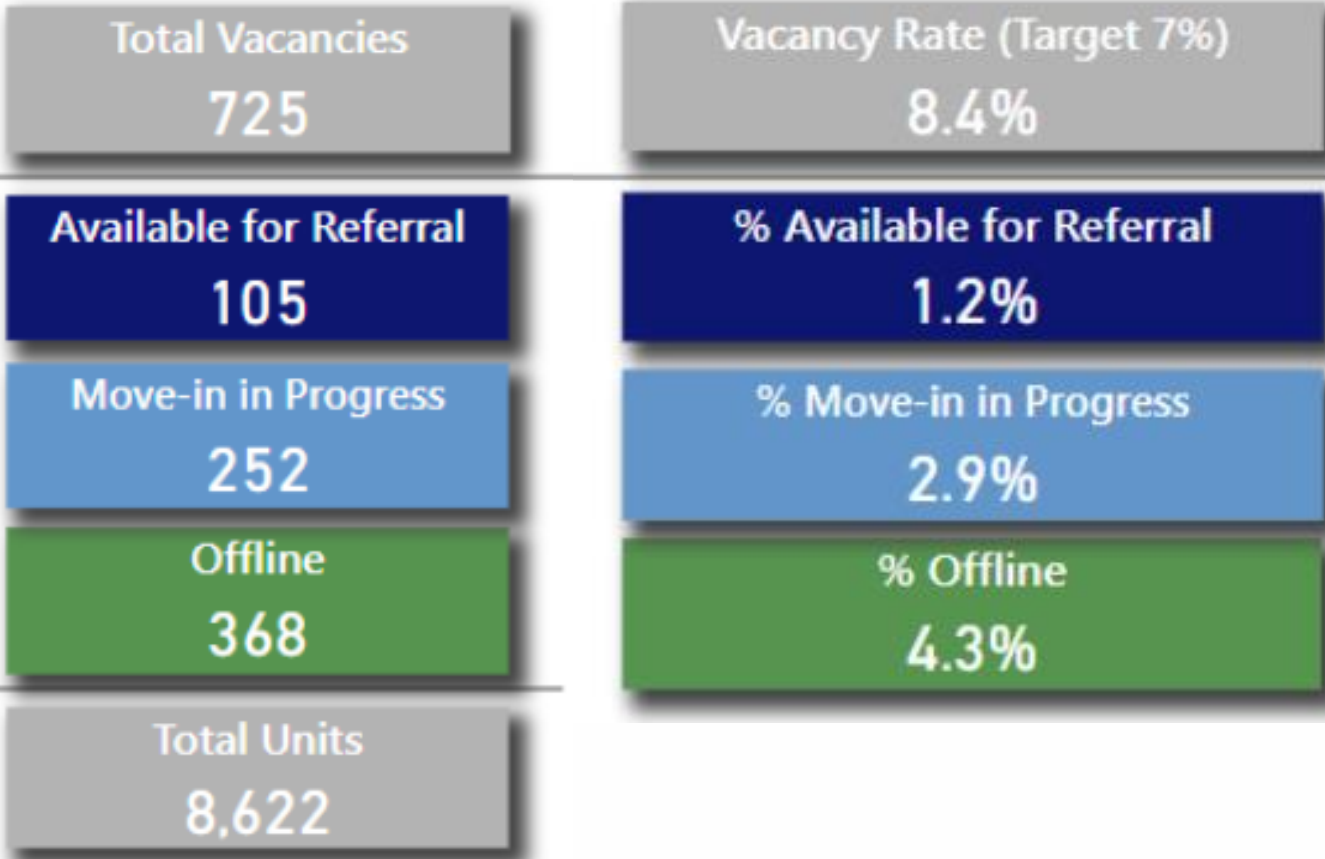 Total Vacancies
725
Vacancy Rate (Target 7%)
8.4%
Available for Referral
105
% Available for Referral
1.2%
Move-in in Progress
252
% Move-in in Progress
2.9%
Offline
368
% Offline
4.3%
Total Units
8,622